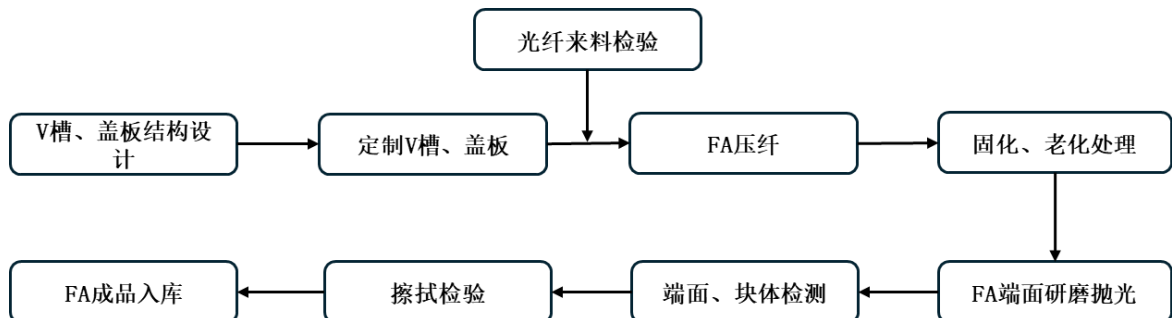 光纤来料检验
V槽、盖板结构设
计
定制V槽、盖板
FA压纤
固化、老化处理
FA成品入库
擦拭检验
端面、块体检测
FA端面研磨抛光